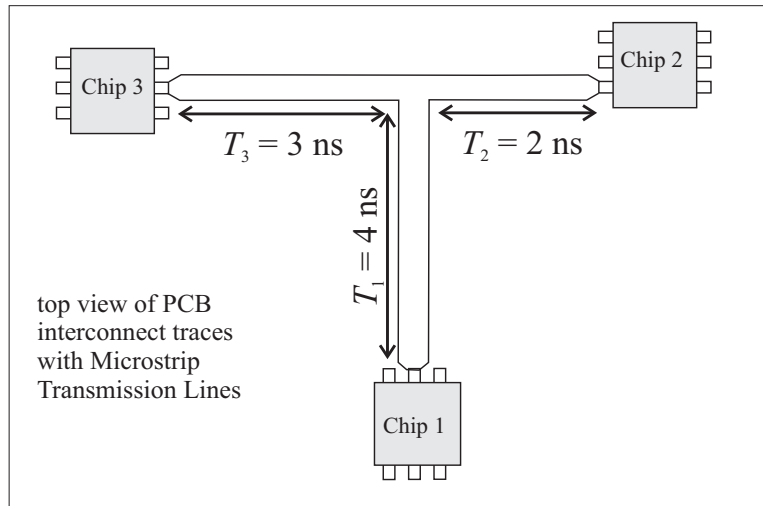 Chip 3
Chip 2
T₃ = 3 ns
T₂ = 2 ns
T₁ = 4 ns
top view of PCB
interconnect traces
with Microstrip
Transmission Lines
Chip 1